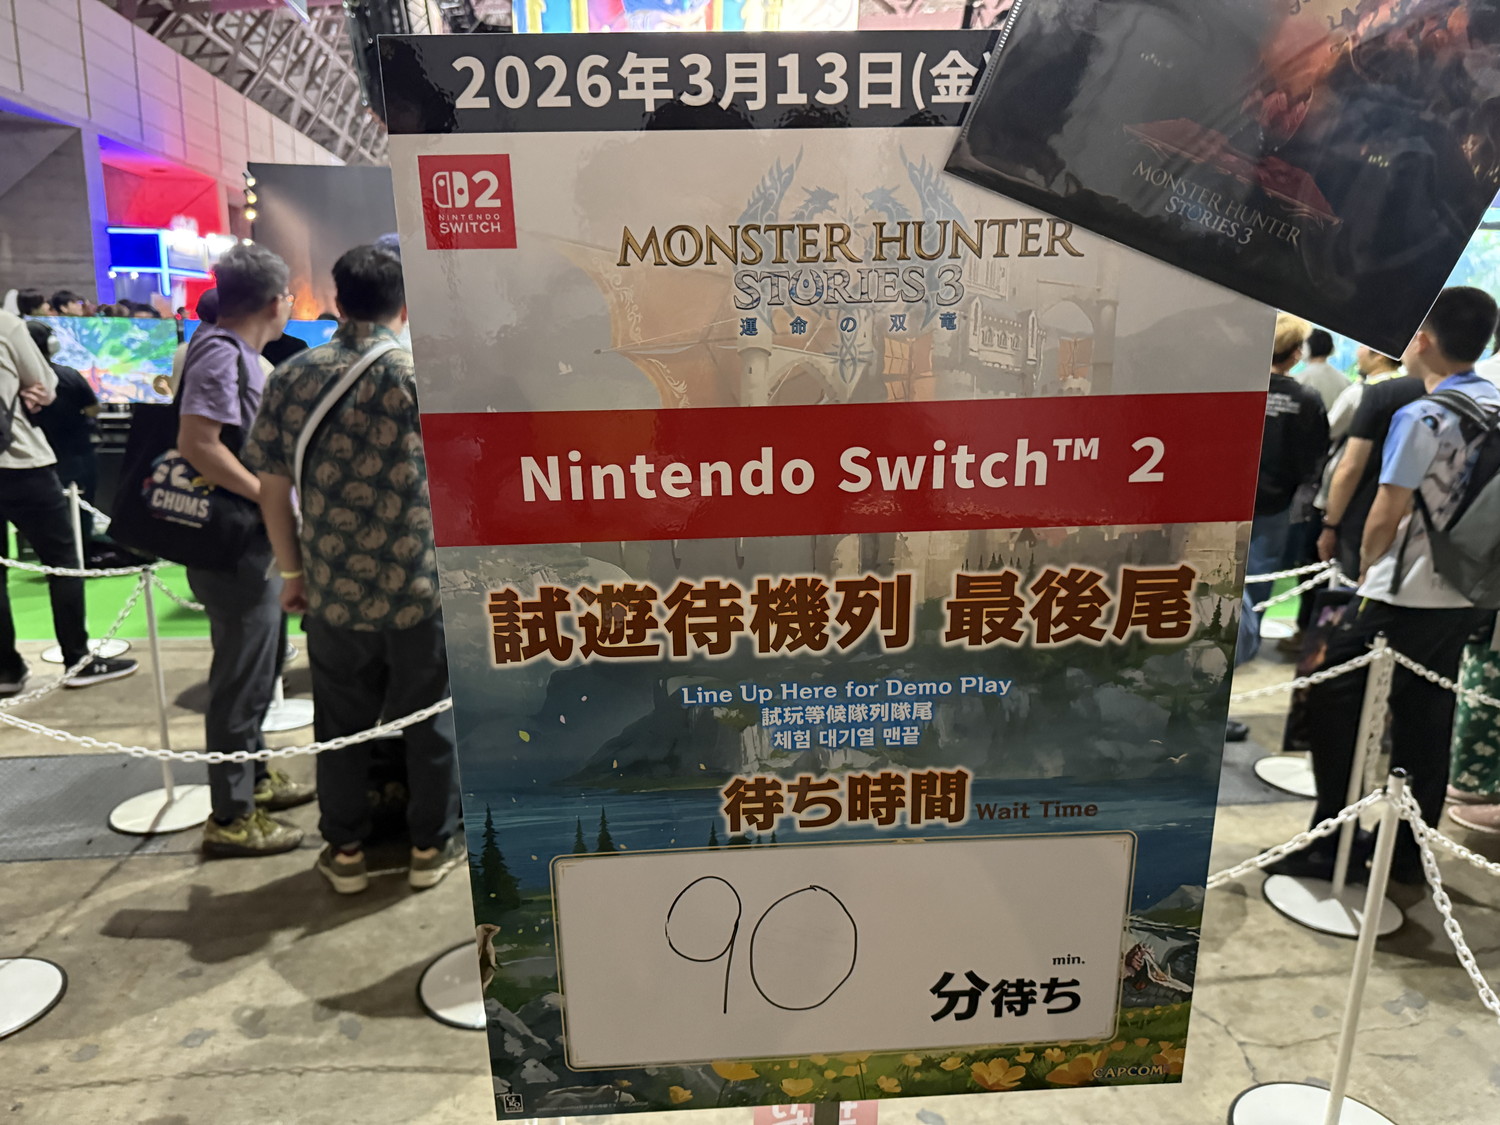 2026年3月13日(金
2
NINTENDO
SWITCH
MONSTER HUNTER
STORIES 3
運命の双竜
MONSTER HUNTER
STORIES 3
Nintendo Switch™ 2
試遊待機列 最後尾
Line Up Here for Demo Play
試玩等候隊列隊尾
体験 대기열 맨끝
待ち時間 Wait Time
90
min.
分待ち
CAPCOM
CHUMS